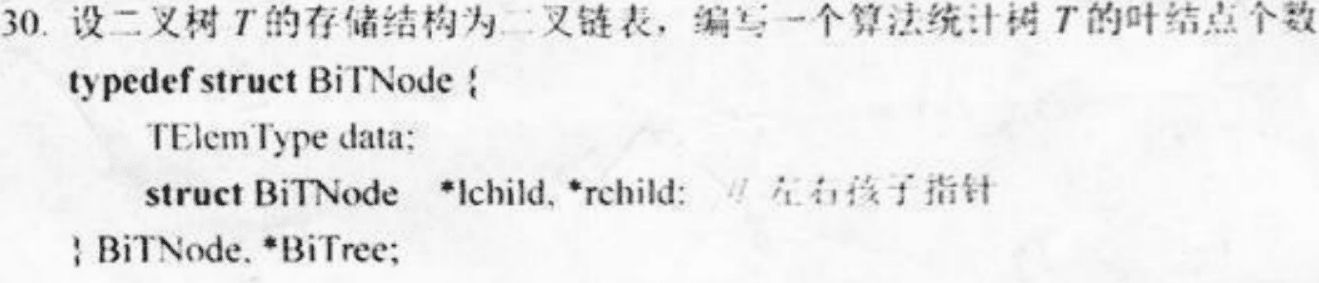 30. 设二叉树 T 的存储结构为二叉链表，编写一个算法统计树 T 的叶结点个数
typedef struct BiTNode {
TElemType data;
struct BiTNode *lchild, *rchild; // 左右孩子指针
} BiTNode, *BiTree;